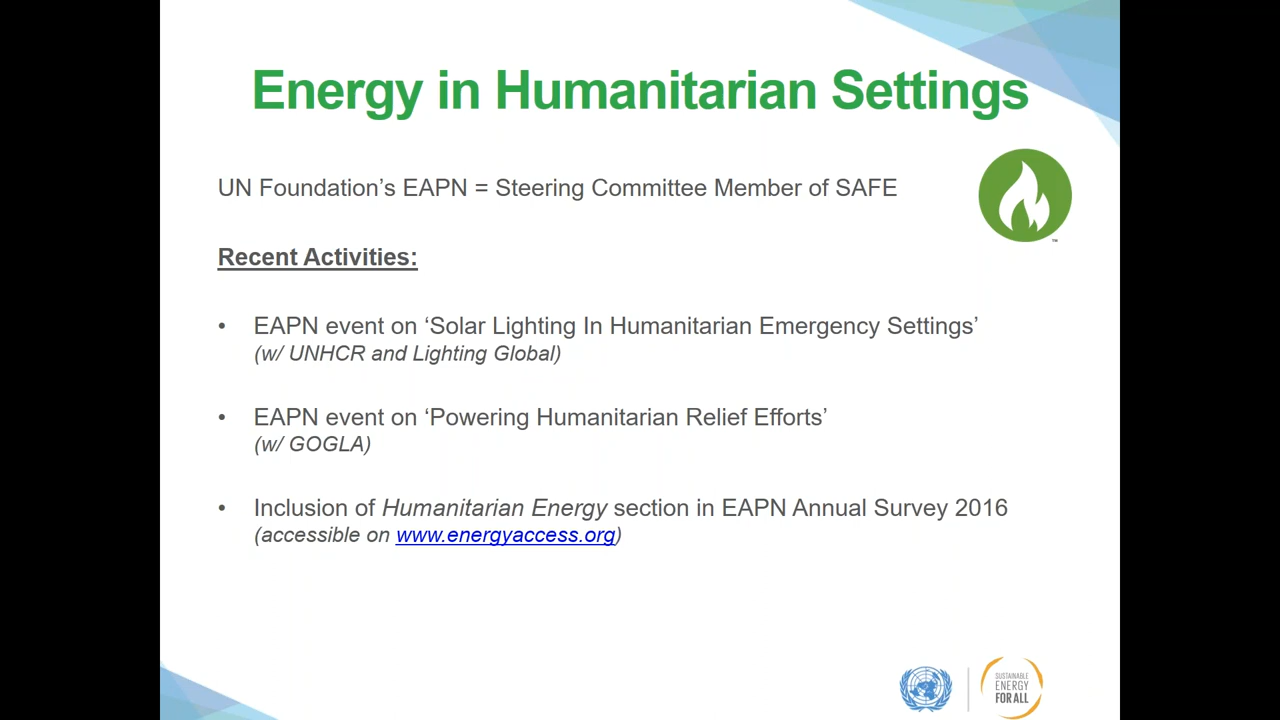 Energy in Humanitarian Settings
UN Foundation’s EAPN = Steering Committee Member of SAFE
TM
Recent Activities:
• EAPN event on ‘Solar Lighting In Humanitarian Emergency Settings’
(w/ UNHCR and Lighting Global)
• EAPN event on ‘Powering Humanitarian Relief Efforts’
(w/ GOGLA)
• Inclusion of Humanitarian Energy section in EAPN Annual Survey 2016
(accessible on www.energyaccess.org)
SUSTAINABLE
ENERGY
FOR ALL